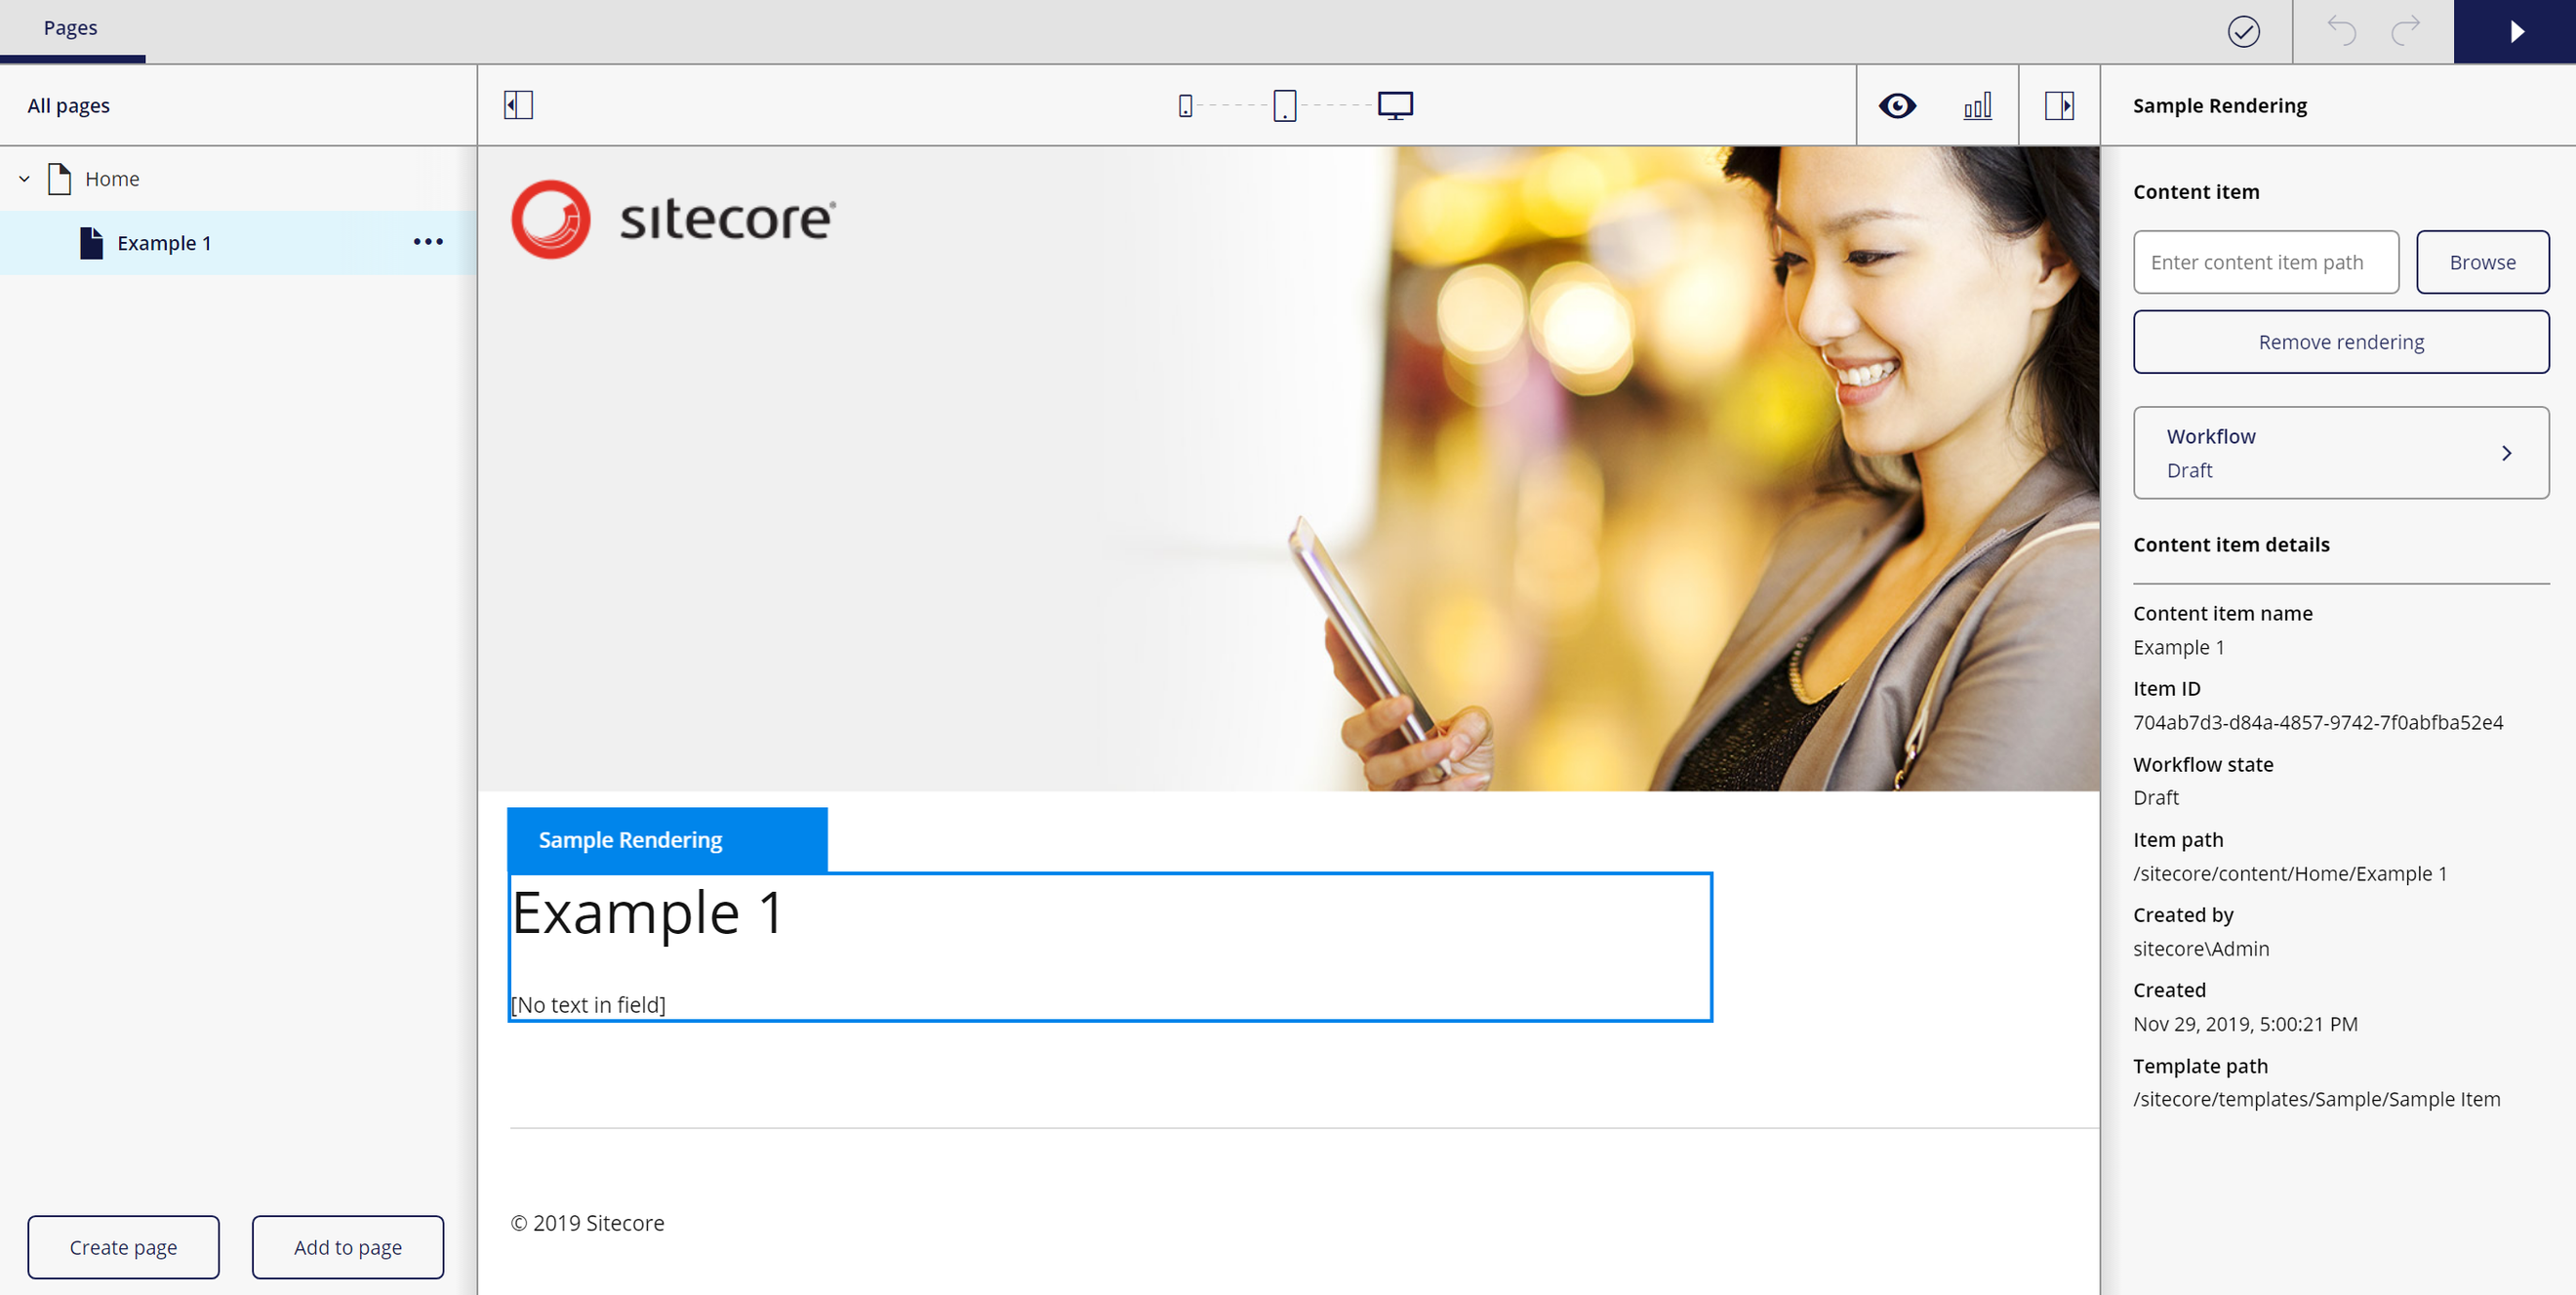 Pages
All pages
Sample Rendering
Home
Example 1
sitecore®
Content item
Enter content item path
Browse
Remove rendering
Workflow
Draft
Content item details
Content item name
Example 1
Item ID
704ab7d3-d84a-4857-9742-7f0abfba52e4
Workflow state
Draft
Item path
/sitecore/content/Home/Example 1
Created by
sitecore\Admin
Created
Nov 29, 2019, 5:00:21 PM
Template path
/sitecore/templates/Sample/Sample Item
Sample Rendering
Example 1
[No text in field]
© 2019 Sitecore
Create page
Add to page